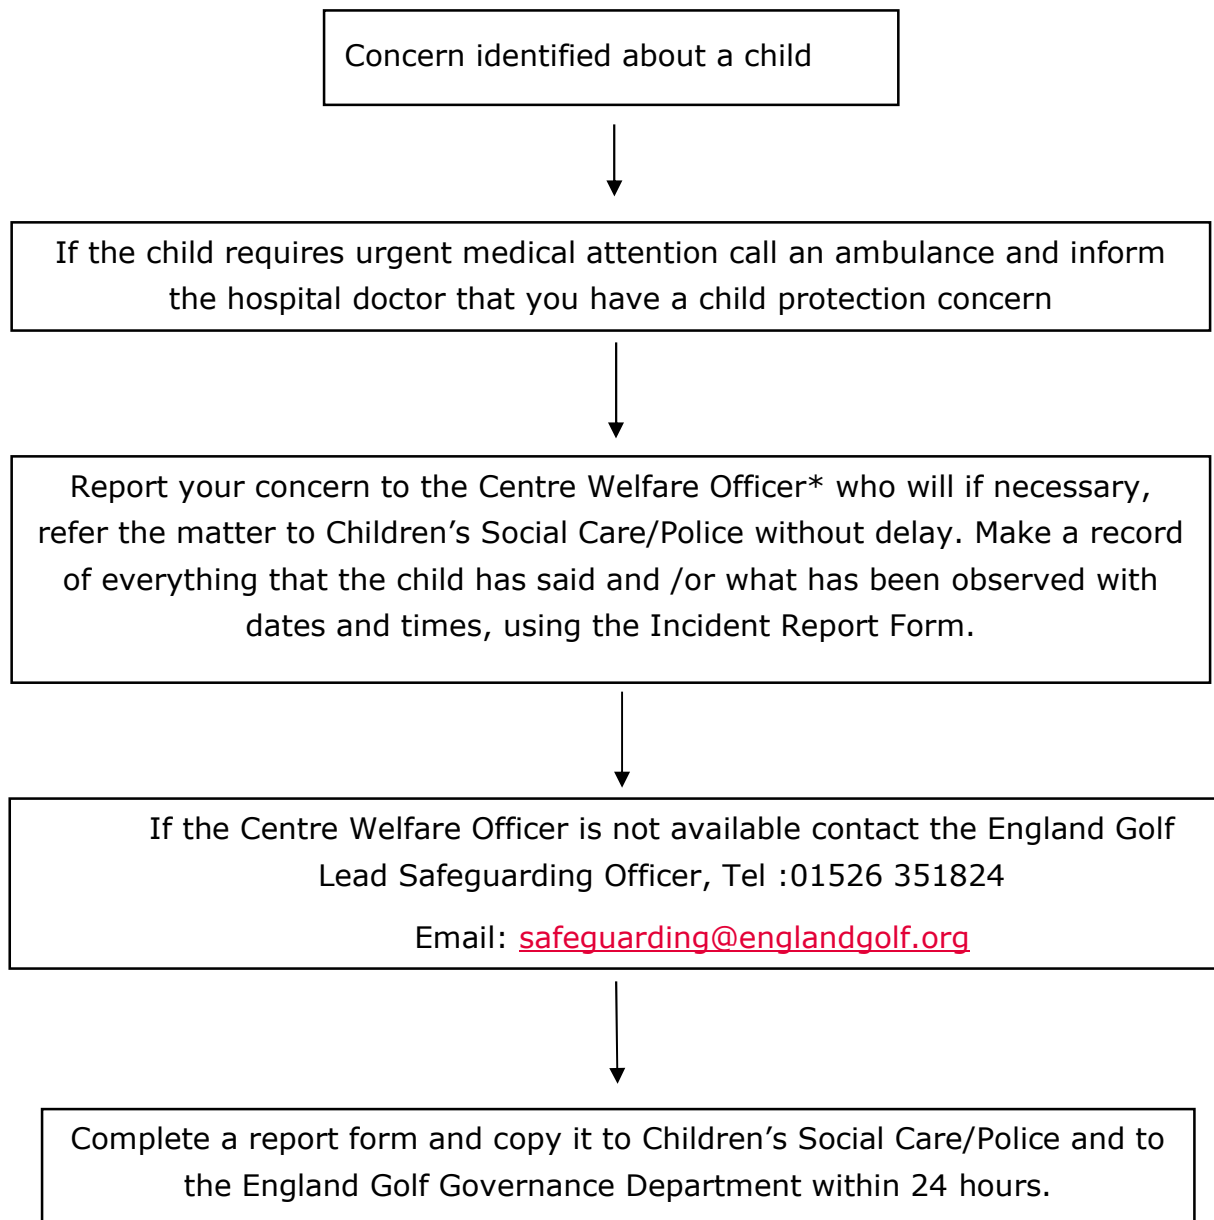 Concern identified about a child
If the child requires urgent medical attention call an ambulance and inform
the hospital doctor that you have a child protection concern
Report your concern to the Centre Welfare Officer* who will if necessary,
refer the matter to Children’s Social Care/Police without delay. Make a record
of everything that the child has said and /or what has been observed with
dates and times, using the Incident Report Form.
If the Centre Welfare Officer is not available contact the England Golf
Lead Safeguarding Officer, Tel :01526 351824
Email: safeguarding@englandgolf.org
Complete a report form and copy it to Children’s Social Care/Police and to
the England Golf Governance Department within 24 hours.